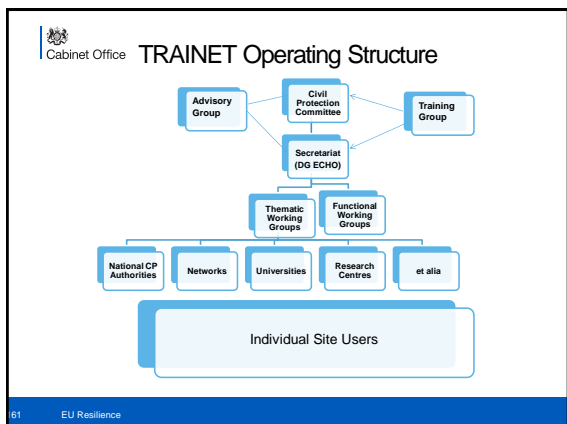 Cabinet Office
TRAINET Operating Structure
Advisory
Group
Civil
Protection
Committee
Training
Group
Secretariat
(DG ECHO)
Thematic
Working
Groups
Functional
Working
Groups
National CP
Authorities
Networks
Universities
Research
Centres
et alia
Individual Site Users
61
EU Resilience